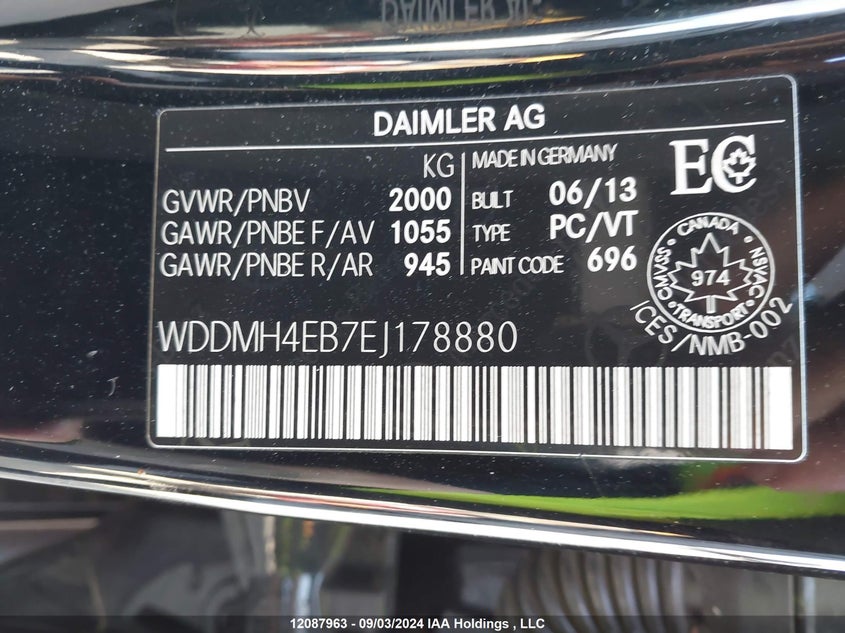 DAIMLER AG
KG
GVWR/PNBV 2000
GAWR/PNBE F/AV 1055
GAWR/PNBE R/AR 945
MADE IN GERMANY
BUILT 06/13
TYPE PC/VT
PAINT CODE 696
EC
CANADA
CMVSS NSVAC
974
TRANSPORT
ICES/NMB-002
WDDMH4EB7EJ178880
12087963 - 09/03/2024 IAA Holdings , LLC